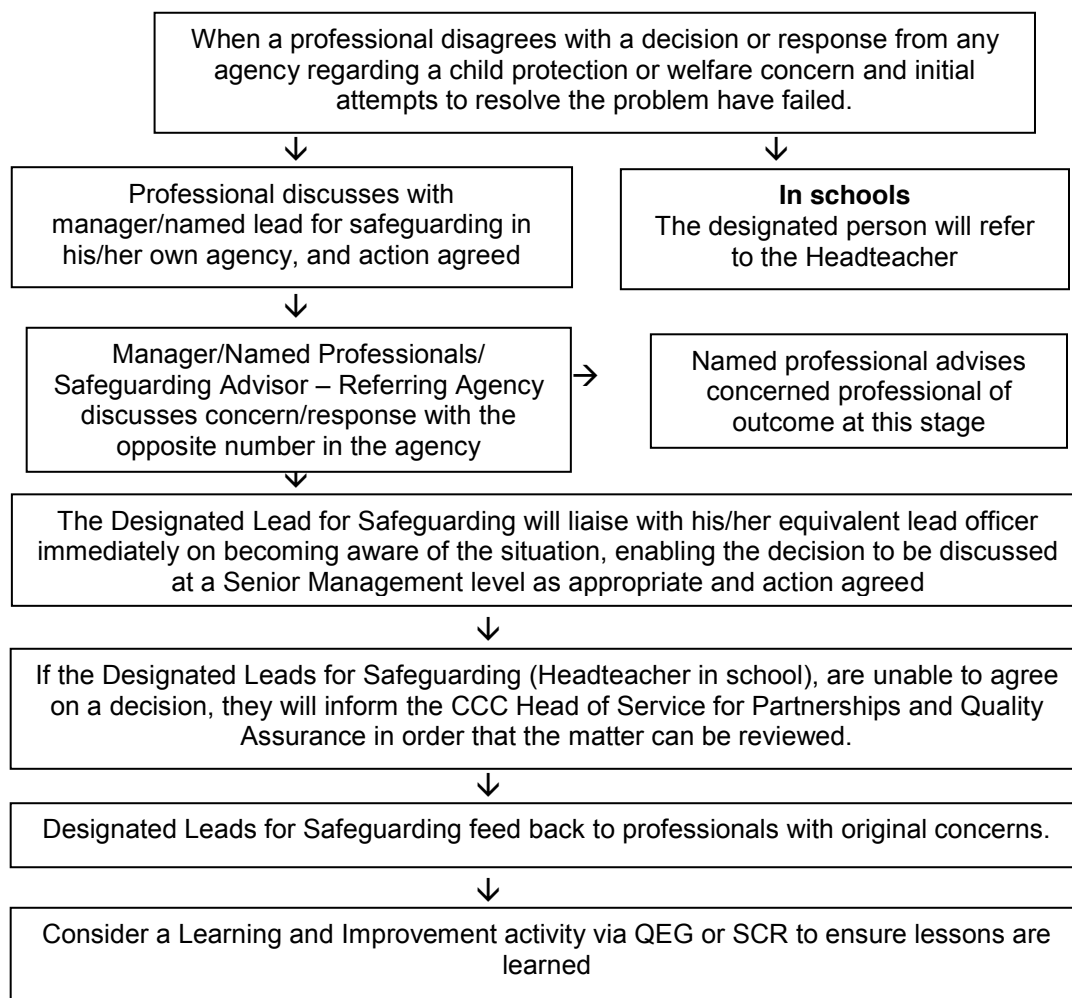 When a professional disagrees with a decision or response from any
agency regarding a child protection or welfare concern and initial
attempts to resolve the problem have failed.
↓
↓
Professional discusses with
manager/named lead for safeguarding in
his/her own agency, and action agreed
In schools
The designated person will refer
to the Headteacher
↓
Manager/Named Professionals/
Safeguarding Advisor – Referring Agency
discusses concern/response with the
opposite number in the agency
→
Named professional advises
concerned professional of
outcome at this stage
↓
The Designated Lead for Safeguarding will liaise with his/her equivalent lead officer
immediately on becoming aware of the situation, enabling the decision to be discussed
at a Senior Management level as appropriate and action agreed
↓
If the Designated Leads for Safeguarding (Headteacher in school), are unable to agree
on a decision, they will inform the CCC Head of Service for Partnerships and Quality
Assurance in order that the matter can be reviewed.
↓
Designated Leads for Safeguarding feed back to professionals with original concerns.
↓
Consider a Learning and Improvement activity via QEG or SCR to ensure lessons are
learned